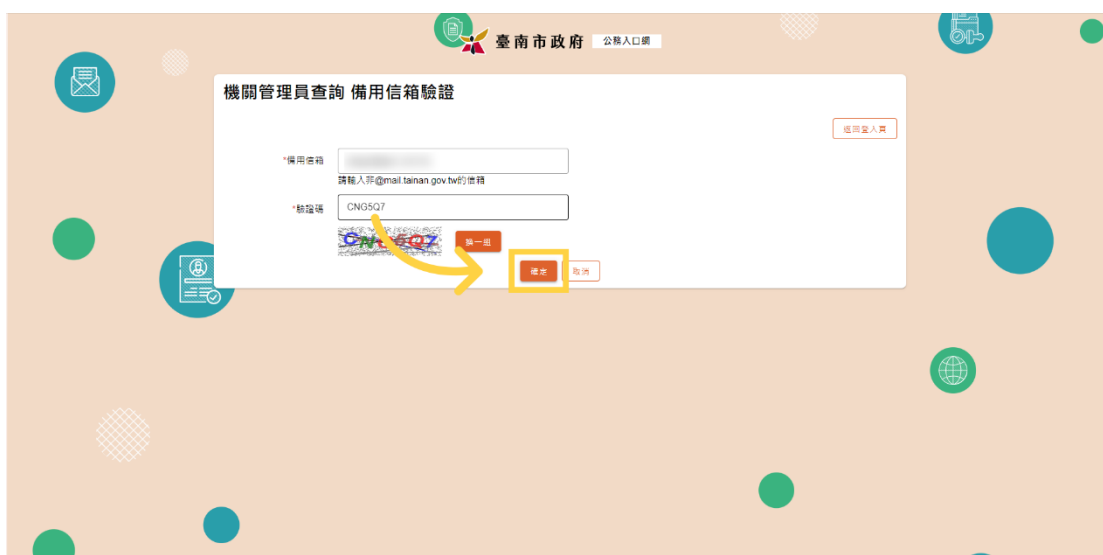 臺南市政府 公務入口網
機關管理員查詢 備用信箱驗證
返回登入頁
*備用信箱
請輸入非@mail.tainan.gov.tw的信箱
*驗證碼 CNG5Q7
CNG5Q7 換一組
確定 取消